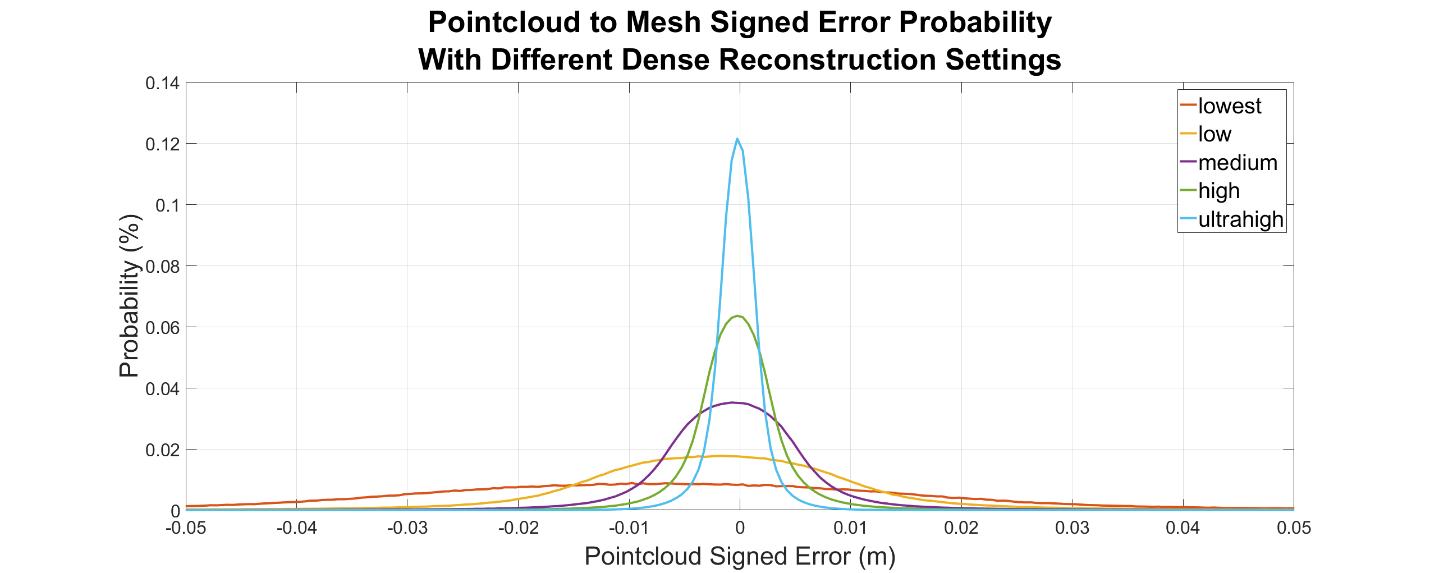 Pointcloud to Mesh Signed Error Probability
With Different Dense Reconstruction Settings
Probability (%)
0.14
0.12
0.1
0.08
0.06
0.04
0.02
0
lowest
low
medium
high
ultrahigh
-0.05 -0.04 -0.03 -0.02 -0.01 0 0.01 0.02 0.03 0.04 0.05
Pointcloud Signed Error (m)